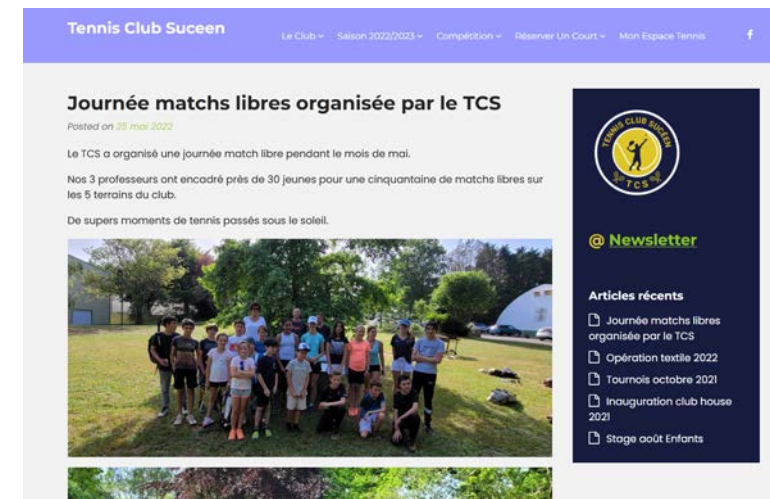 Tennis Club Suceen
Le Club
Saison 2022/2023
Compétition
Réserver Un Court
Mon Espace Tennis
f
Journée matchs libres organisée par le TCS
Posted on 25 mai 2022
Le TCS a organisé une journée match libre pendant le mois de mai.
Nos 3 professeurs ont encadré près de 30 jeunes pour une cinquantaine de matchs libres sur
les 5 terrains du club.
De supers moments de tennis passés sous le soleil.
TENNIS CLUB SUCÉEN
TCS
@ Newsletter
Articles récents
Journée matchs libres
organisée par le TCS
Opération textile 2022
Tournois octobre 2021
Inauguration club house
2021
Stage août Enfants